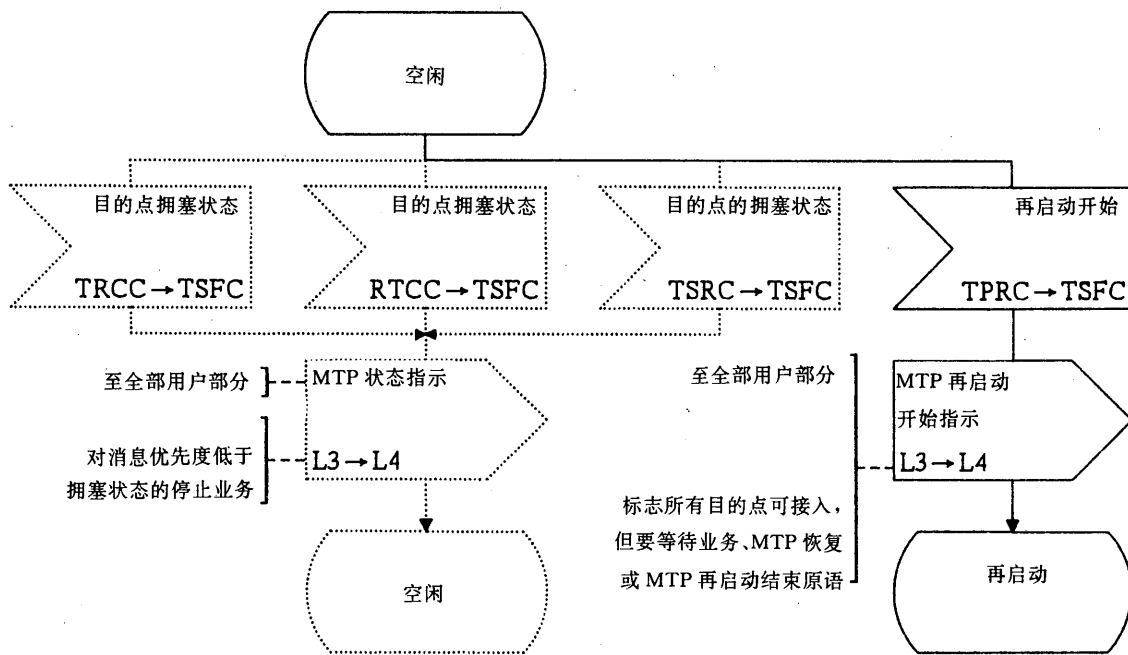 空闲
目的点拥塞状态
TRCC→TSFC
目的点拥塞状态
RTCC→TSFC
目的点的拥塞状态
TSRC→TSFC
再启动开始
TPRC→TSFC
至全部用户部分
MTP 状态指示
对消息优先度低于
拥塞状态的停止业务
L3→L4
空闲
至全部用户部分
MTP 再启动
开始指示
L3→L4
标志所有目的点可接入,
但要等待业务、MTP 恢复
或 MTP 再启动结束原语
再启动